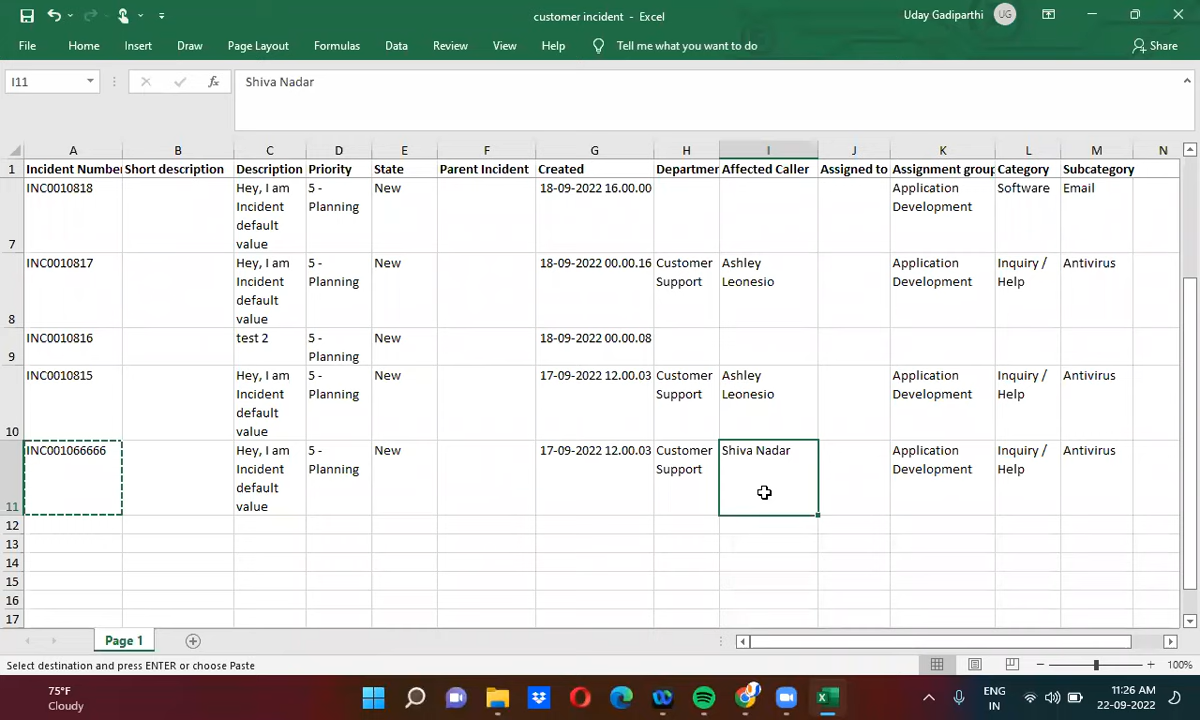 customer incident - Excel
Uday Gadiparthi UG
File Home Insert Draw Page Layout Formulas Data Review View Help Tell me what you want to do Share
I11 fx Shiva Nadar
A B C D E F G H I J K L M N
1 Incident Number Short description Description Priority State Parent Incident Created Departmer Affected Caller Assigned to Assignment group Category Subcategory
INC0010818 Hey, I am 5 - New 18-09-2022 16.00.00 Application Software Email
Incident Planning Development
default
7 value
INC0010817 Hey, I am 5 - New 18-09-2022 00.00.16 Customer Ashley Application Inquiry / Antivirus
Incident Planning Support Leonesio Development Help
default
8 value
INC0010816 test 2 5 - New 18-09-2022 00.00.08
9 Planning
INC0010815 Hey, I am 5 - New 17-09-2022 12.00.03 Customer Ashley Application Inquiry / Antivirus
Incident Planning Support Leonesio Development Help
default
10 value
INC001066666 Hey, I am 5 - New 17-09-2022 12.00.03 Customer Shiva Nadar Application Inquiry / Antivirus
Incident Planning Support Development Help
default
11 value
12
13
14
15
16
17
Page 1
Select destination and press ENTER or choose Paste 100%
75°F
Cloudy
ENG
IN
11:26 AM
22-09-2022